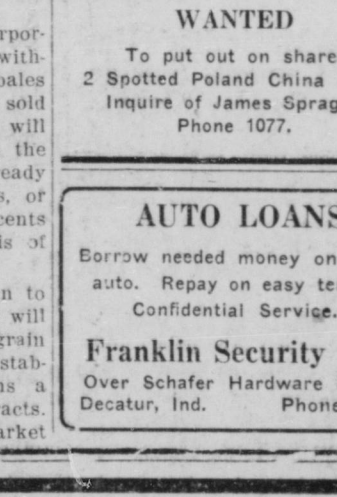 rpor-
with-
bales
sold
will
the
eady
s, or
cents
is of
n to
will
grain
stab-
ns a
acts.
arket
WANTED
To put out on share
2 Spotted Poland China
Inquire of James Sprag
Phone 1077.
AUTO LOANS
Borrow needed money on
auto. Repay on easy te
Confidential Service.
Franklin Security
Over Schafer Hardware
Decatur, Ind. Phone